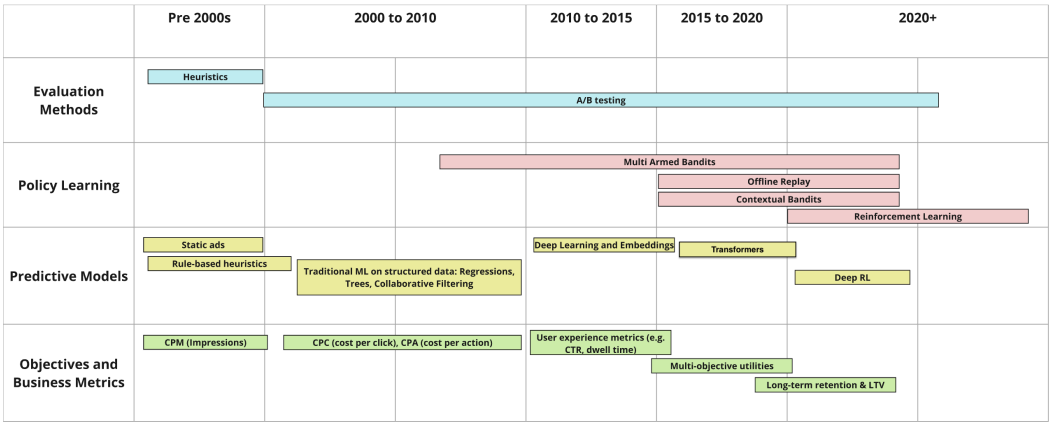 Pre 2000s
2000 to 2010
2010 to 2015
2015 to 2020
2020+
Evaluation
Methods
Heuristics
A/B testing
Policy Learning
Multi Armed Bandits
Offline Replay
Contextual Bandits
Reinforcement Learning
Predictive Models
Static ads
Rule-based heuristics
Traditional ML on structured data: Regressions,
Trees, Collaborative Filtering
Deep Learning and Embeddings
Transformers
Deep RL
Objectives and
Business Metrics
CPM (Impressions)
CPC (cost per click), CPA (cost per action)
User experience metrics (e.g.
CTR, dwell time)
Multi-objective utilities
Long-term retention & LTV